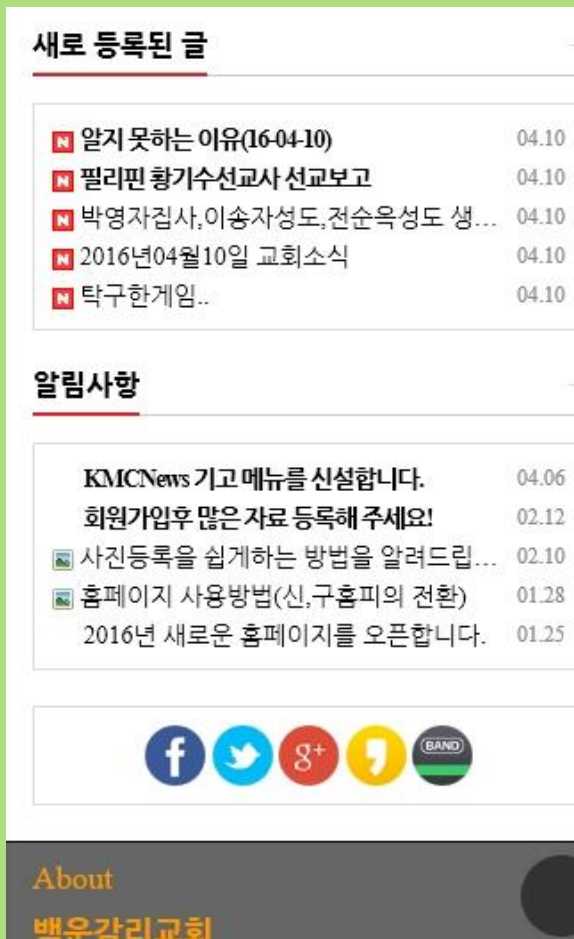 새로 등록된 글
N 알지 못하는 이유(16-04-10) 04.10
N 필리핀 황기수선교사 선교보고 04.10
N 박영자집사,이송자성도,전순옥성도 생... 04.10
N 2016년04월10일 교회소식 04.10
N 탁구한게임.. 04.10
알림사항
KMCNews 기고 메뉴를 신설합니다. 04.06
회원가입후 많은 자료 등록해 주세요! 02.12
사진등록을 쉽게하는 방법을 알려드립... 02.10
홈페이지 사용방법(신,구홈피의 전환) 01.28
2016년 새로운 홈페이지를 오픈합니다. 01.25
f g+ BAND
About
백운감리교회